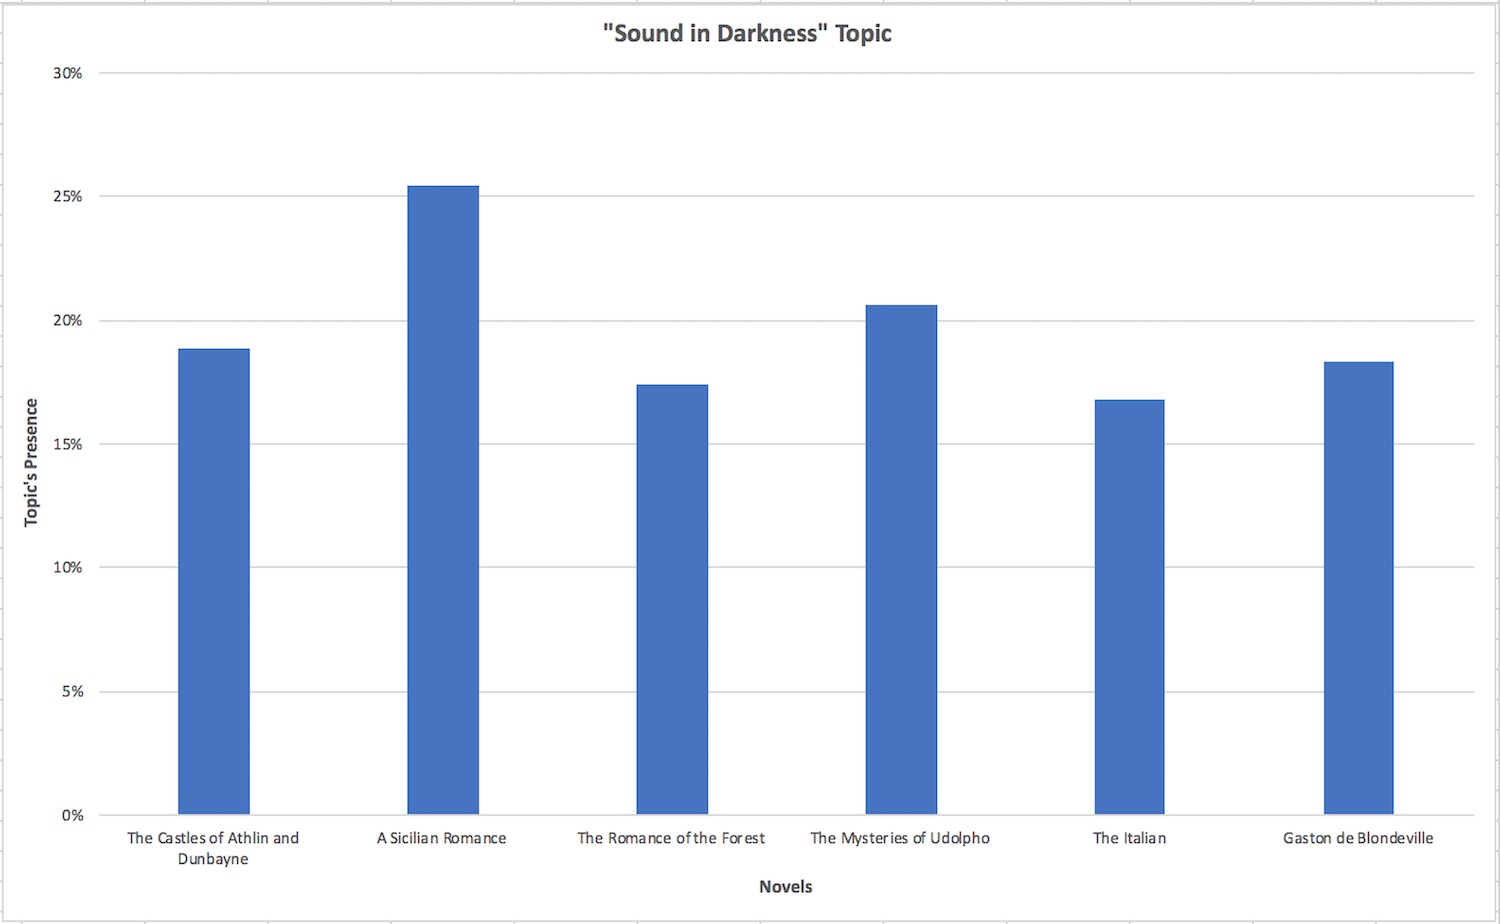 "Sound in Darkness" Topic
30%
25%
20%
15%
10%
5%
0%
Topic's Presence
The Castles of Athlin and
Dunbayne
A Sicilian Romance
The Romance of the Forest
The Mysteries of Udolpho
The Italian
Gaston de Blondeville
Novels